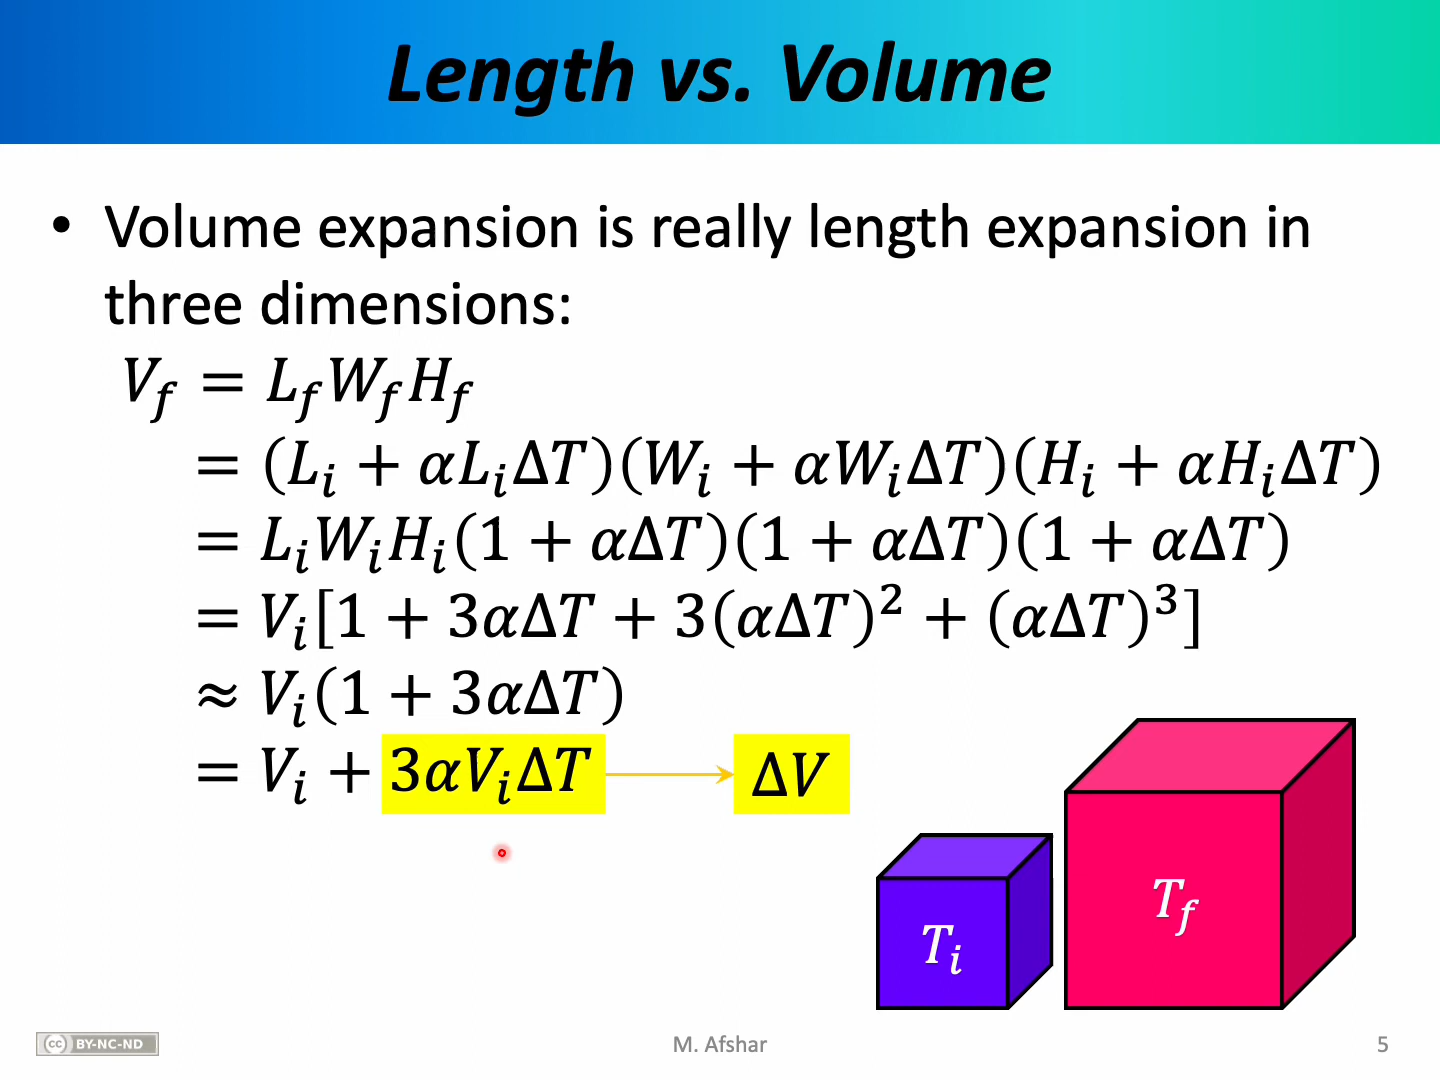 Length vs. Volume
• Volume expansion is really length expansion in
three dimensions:
V_f = L_f W_f H_f
= (L_i + αL_iΔT)(W_i + αW_iΔT)(H_i + αH_iΔT)
= L_i W_i H_i(1 + αΔT)(1 + αΔT)(1 + αΔT)
= V_i[1 + 3αΔT + 3(αΔT)² + (αΔT)³]
≈ V_i(1 + 3αΔT)
= V_i + 3αV_iΔT → ΔV
T_i
T_f
cc BY-NC-ND
M. Afshar
5